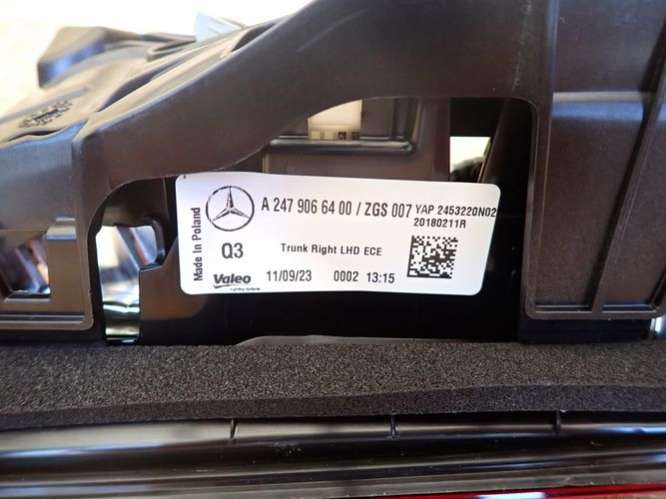 Made In Poland
A 247 906 64 00 / ZGS 007 YAP 2453220N02
20180211R
Q3 Trunk Right LHD ECE
Valeo 11/09/23 0002 13:15